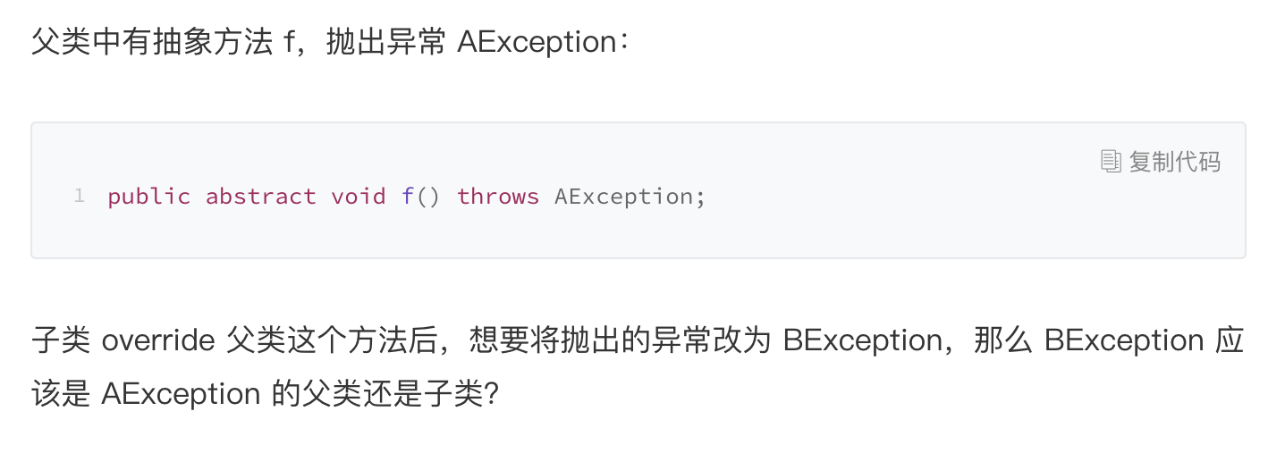 父类中有抽象方法 f，抛出异常 AException：
复制代码
1 public abstract void f() throws AException;
子类 override 父类这个方法后，想要将抛出的异常改为 BException，那么 BException 应
该是 AException 的父类还是子类？